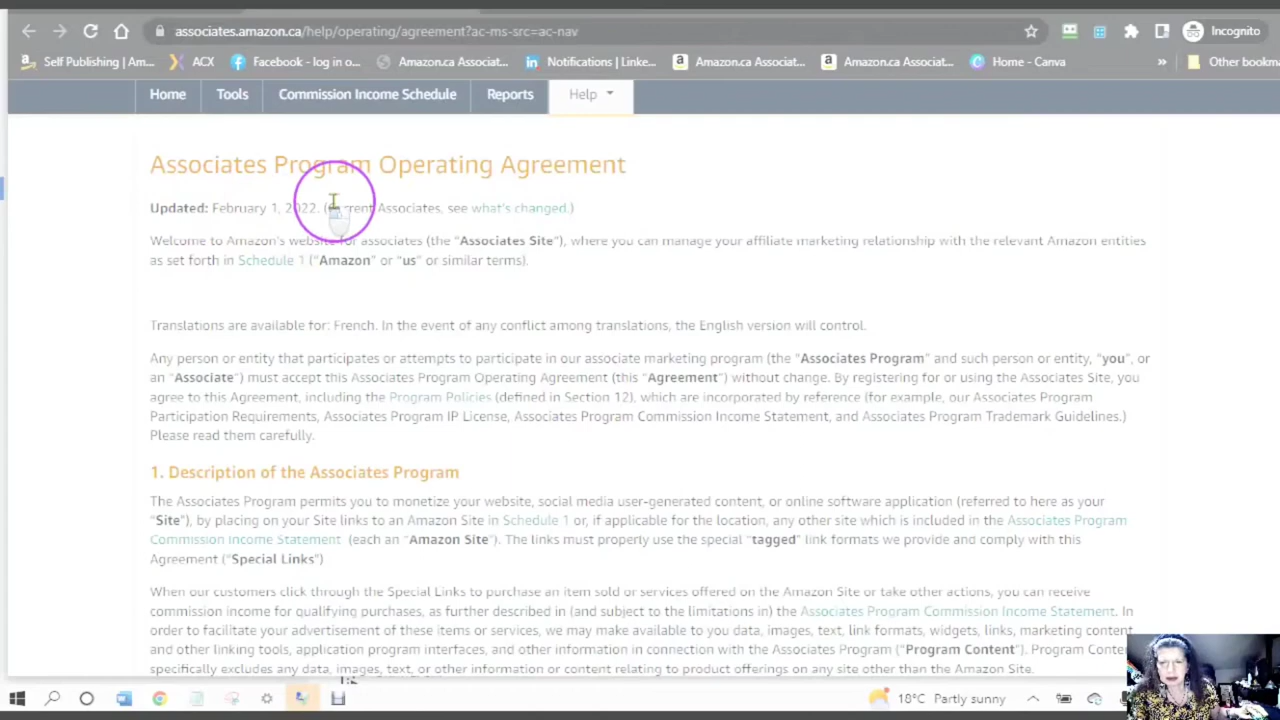 associates.amazon.ca/help/operating/agreement?ac-ms-src=ac-nav
Incognito
Self Publishing | Am...
ACX
Facebook - log in o...
Amazon.ca Associat...
Notifications | Linke...
Amazon.ca Associat...
Amazon.ca Associat...
Home - Canva
»
Other bookma
Home
Tools
Commission Income Schedule
Reports
Help
Associates Program Operating Agreement
Updated: February 1, 2022. (Current Associates, see what's changed.)
Welcome to Amazon's website for associates (the “Associates Site”), where you can manage your affiliate marketing relationship with the relevant Amazon entities
as set forth in Schedule 1 (“Amazon” or “us” or similar terms).
Translations are available for: French. In the event of any conflict among translations, the English version will control.
Any person or entity that participates or attempts to participate in our associate marketing program (the “Associates Program” and such person or entity, “you”, or
an “Associate”) must accept this Associates Program Operating Agreement (this “Agreement”) without change. By registering for or using the Associates Site, you
agree to this Agreement, including the Program Policies (defined in Section 12), which are incorporated by reference (for example, our Associates Program
Participation Requirements, Associates Program IP License, Associates Program Commission Income Statement, and Associates Program Trademark Guidelines.)
Please read them carefully.
1. Description of the Associates Program
The Associates Program permits you to monetize your website, social media user-generated content, or online software application (referred to here as your
“Site”), by placing on your Site links to an Amazon Site in Schedule 1 or, if applicable for the location, any other site which is included in the Associates Program
Commission Income Statement (each an “Amazon Site”). The links must properly use the special “tagged” link formats we provide and comply with this
Agreement (“Special Links”)
When our customers click through the Special Links to purchase an item sold or services offered on the Amazon Site or take other actions, you can receive
commission income for qualifying purchases, as further described in (and subject to the limitations in) the Associates Program Commission Income Statement. In
order to facilitate your advertisement of these items or services, we may make available to you data, images, text, link formats, widgets, links, marketing content
and other linking tools, application program interfaces, and other information in connection with the Associates Program (“Program Content”). Program Conte
specifically excludes any data, images, text, or other information or content relating to product offerings on any site other than the Amazon Site.
18°C Partly sunny